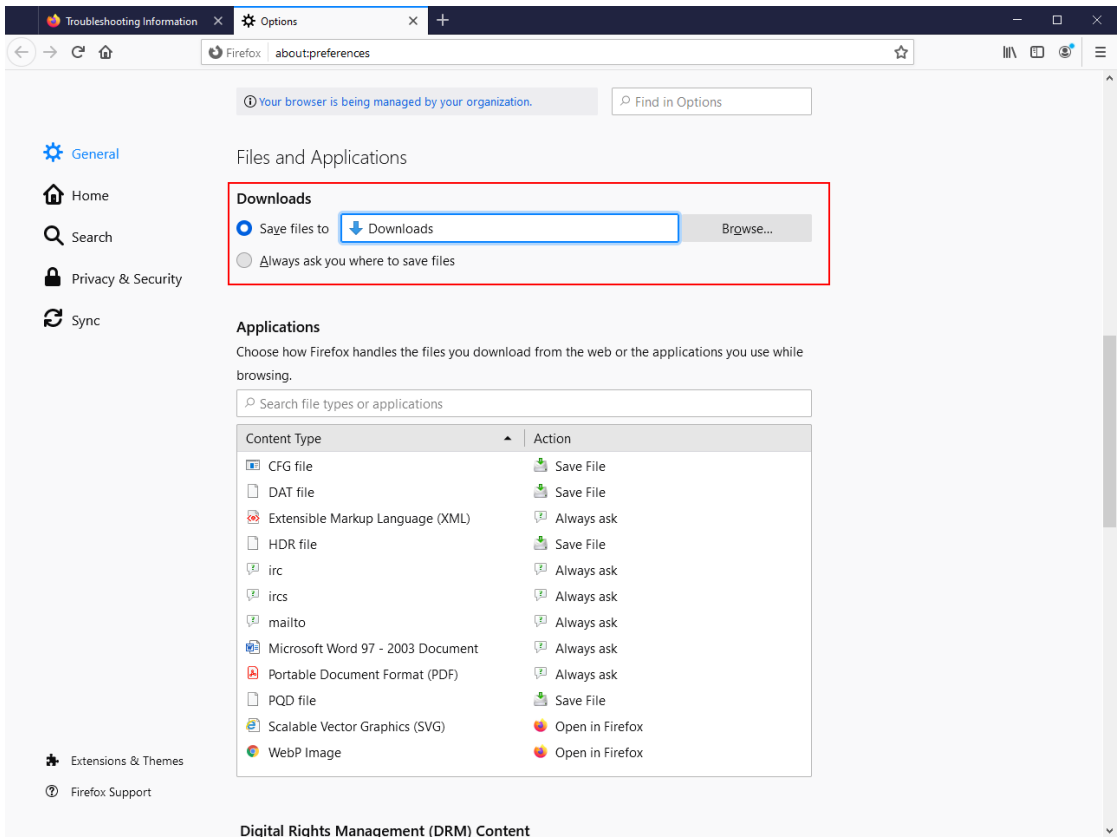 Troubleshooting Information
Options
Firefox about:preferences
Your browser is being managed by your organization.
Find in Options
General
Home
Search
Privacy & Security
Sync
Files and Applications
Downloads
Save files to Downloads Browse...
Always ask you where to save files
Applications
Choose how Firefox handles the files you download from the web or the applications you use while
browsing.
Search file types or applications
Content Type Action
CFG file Save File
DAT file Save File
Extensible Markup Language (XML) Always ask
HDR file Save File
irc Always ask
ircs Always ask
mailto Always ask
Microsoft Word 97 - 2003 Document Always ask
Portable Document Format (PDF) Always ask
PQD file Save File
Scalable Vector Graphics (SVG) Open in Firefox
WebP Image Open in Firefox
Extensions & Themes
Firefox Support
Digital Rights Management (DRM) Content